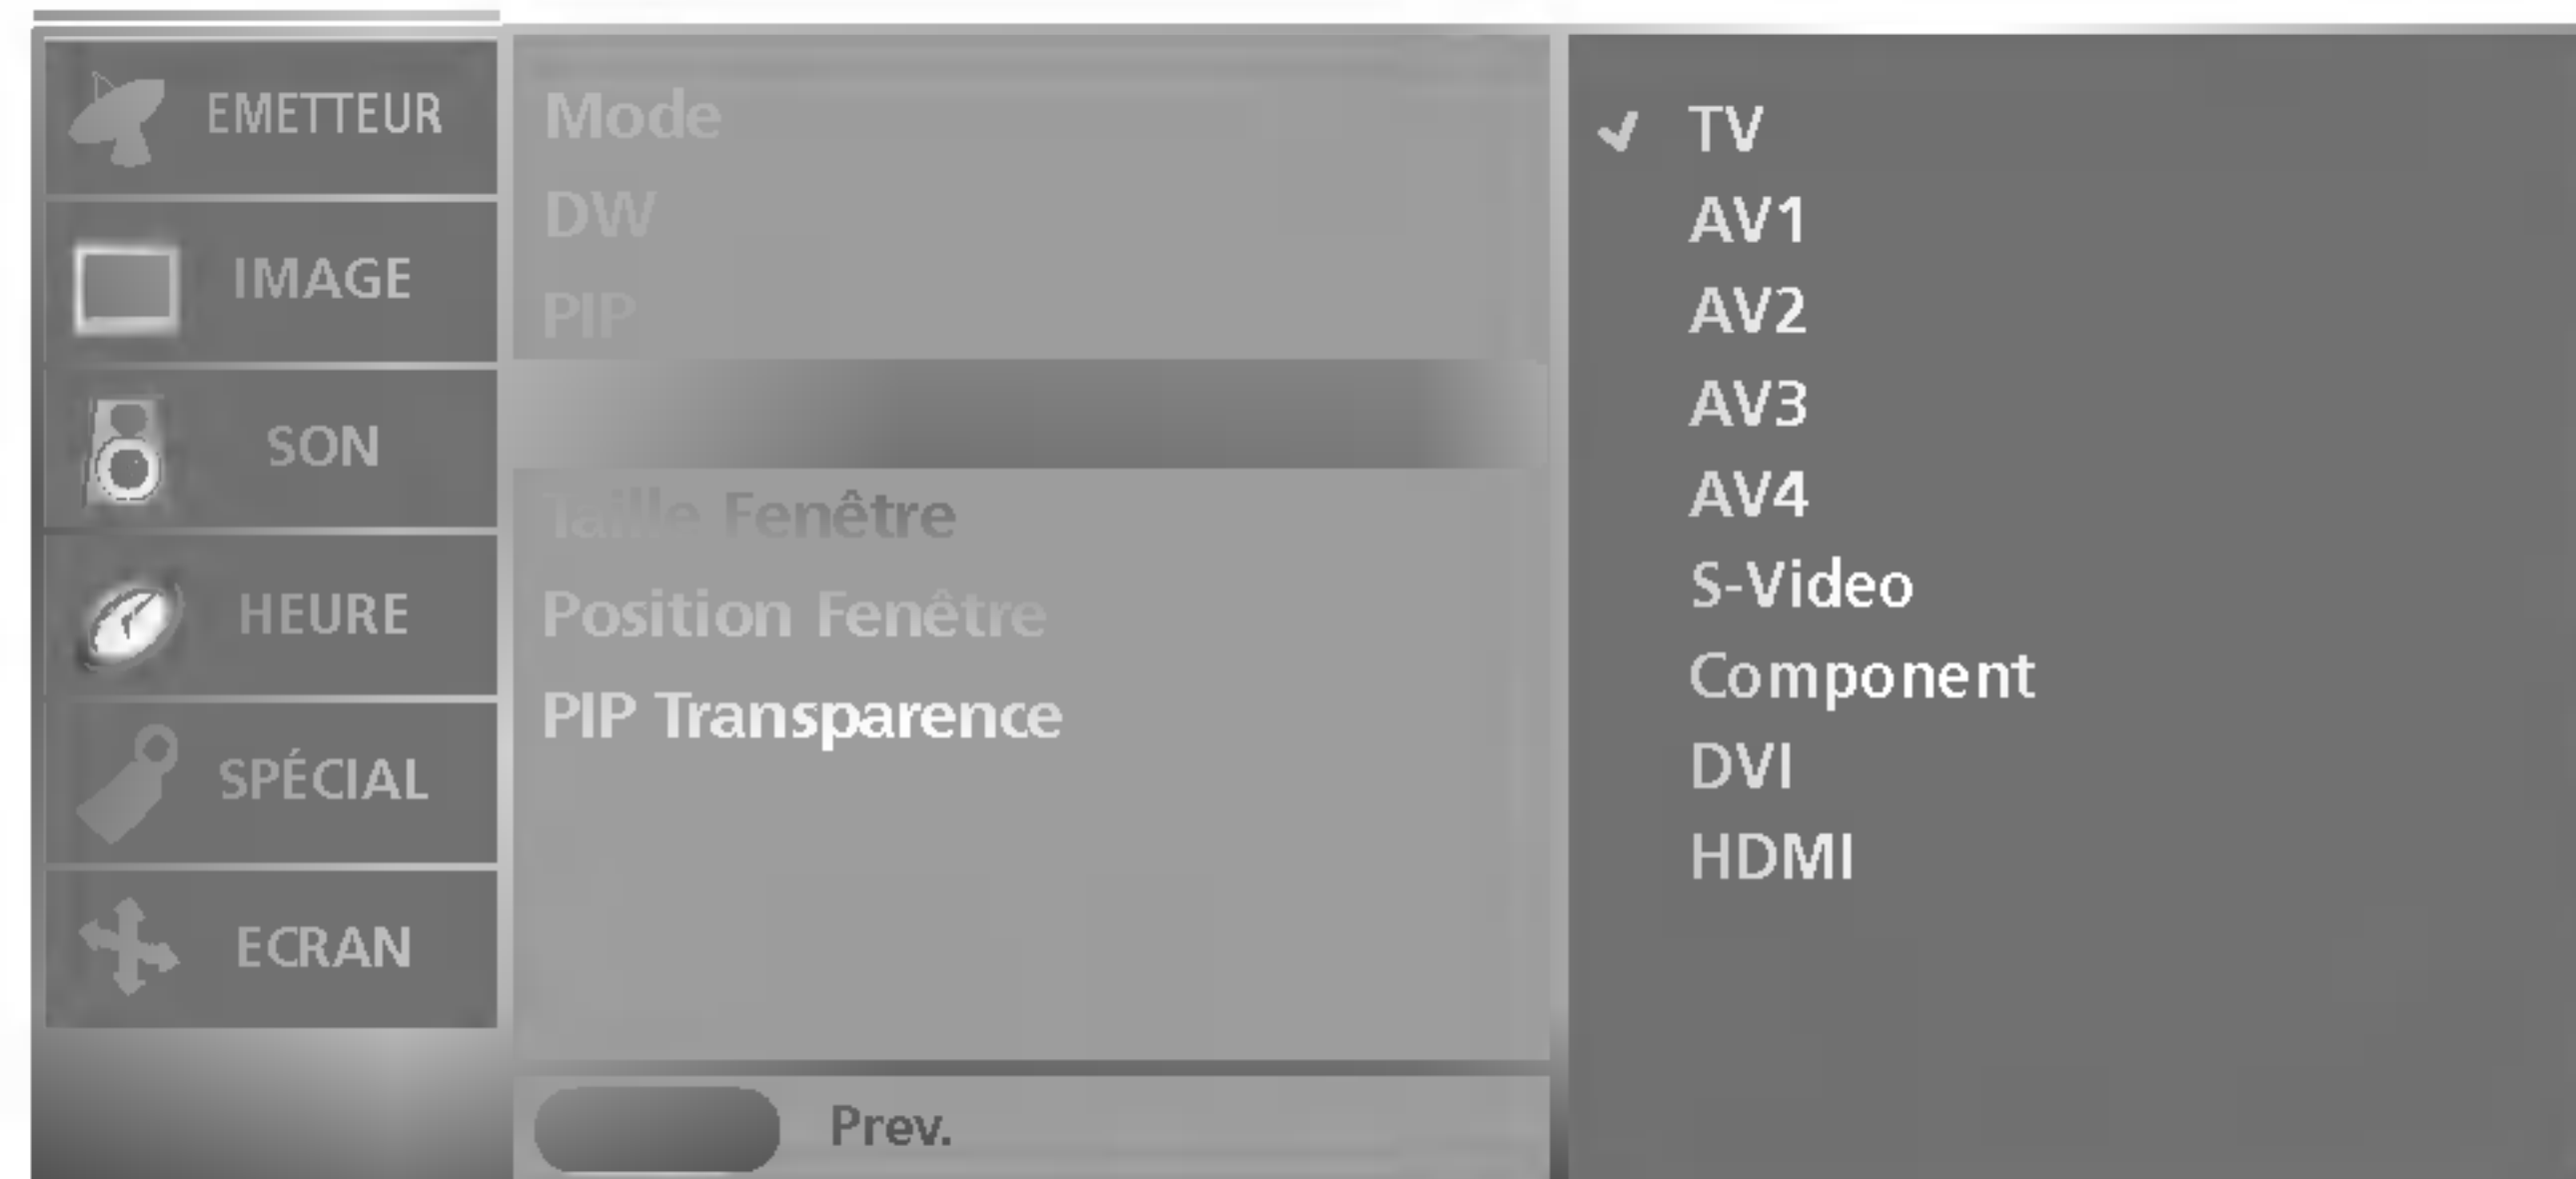 EMETTEUR
IMAGE
SON
HEURE
SPÉCIAL
ECRAN
Mode
DW
PIP
Taille Fenêtre
Position Fenêtre
PIP Transparence
Prev.
TV
AV1
AV2
AV3
AV4
S-Video
Component
DVI
HDMI